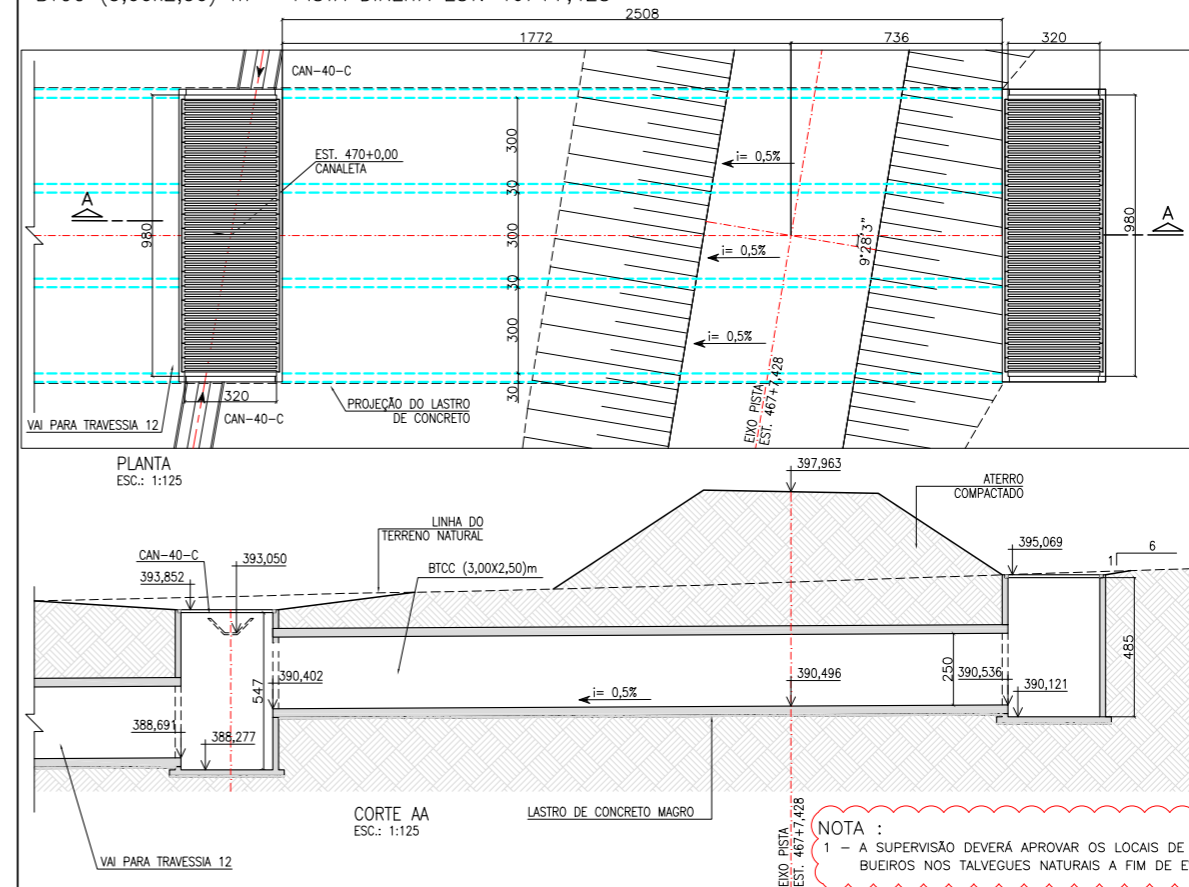 2508
1772
736
320
CAN-40-C
EST. 470+0,00
CANALETA
i= 0,5%
300
30
A
A
980
300
i= 0,5%
9°28'3"
980
30
300
i= 0,5%
30
320
CAN-40-C
PROJEÇÃO DO LASTRO
DE CONCRETO
VAI PARA TRAVESSIA 12
EIXO PISTA
EST. 467+7,428
PLANTA
ESC.: 1:125
397,963
ATERRO
COMPACTADO
LINHA DO
TERRENO NATURAL
CAN-40-C
393,050
393,852
BTCC (3,00X2,50)m
395,069
1
6
547
390,402
i= 0,5%
390,496
250
390,536
390,121
485
388,691
388,277
CORTE AA
ESC.: 1:125
LASTRO DE CONCRETO MAGRO
VAI PARA TRAVESSIA 12
EIXO PISTA
EST. 467+7,428
NOTA :
1 – A SUPERVISÃO DEVERÁ APROVAR OS LOCAIS DE
BUEIROS NOS TALVEGUES NATURAIS A FIM DE